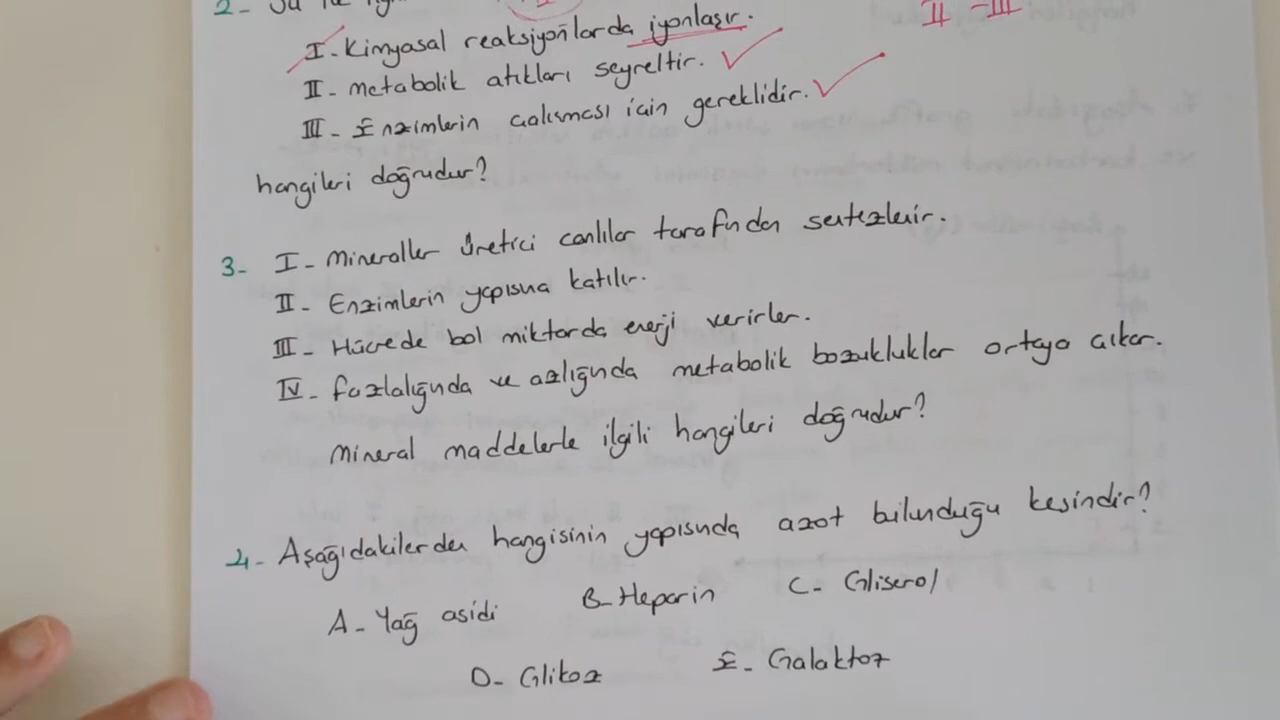 2-
II - III
I- Kimyasal reaksiyonlarda iyonlaşır.
II- Metabolik atıkları seyreltir.
III- Enzimlerin çalışması için gereklidir.
hangileri doğrudur?
3- I- Mineraller üretici canlılar tarafından sentezlenir.
II- Enzimlerin yapısına katılır.
III- Hücrede bol miktarda enerji verirler.
IV- fazlalığında ve azlığında metabolik bozukluklar ortaya çıkar.
Mineral maddelerle ilgili hangileri doğrudur?
4- Aşağıdakilerden hangisinin yapısında azot bulunduğu kesindir?
A- Yağ asidi B- Heparin C- Gliserol
D- Glikoz E- Galaktoz